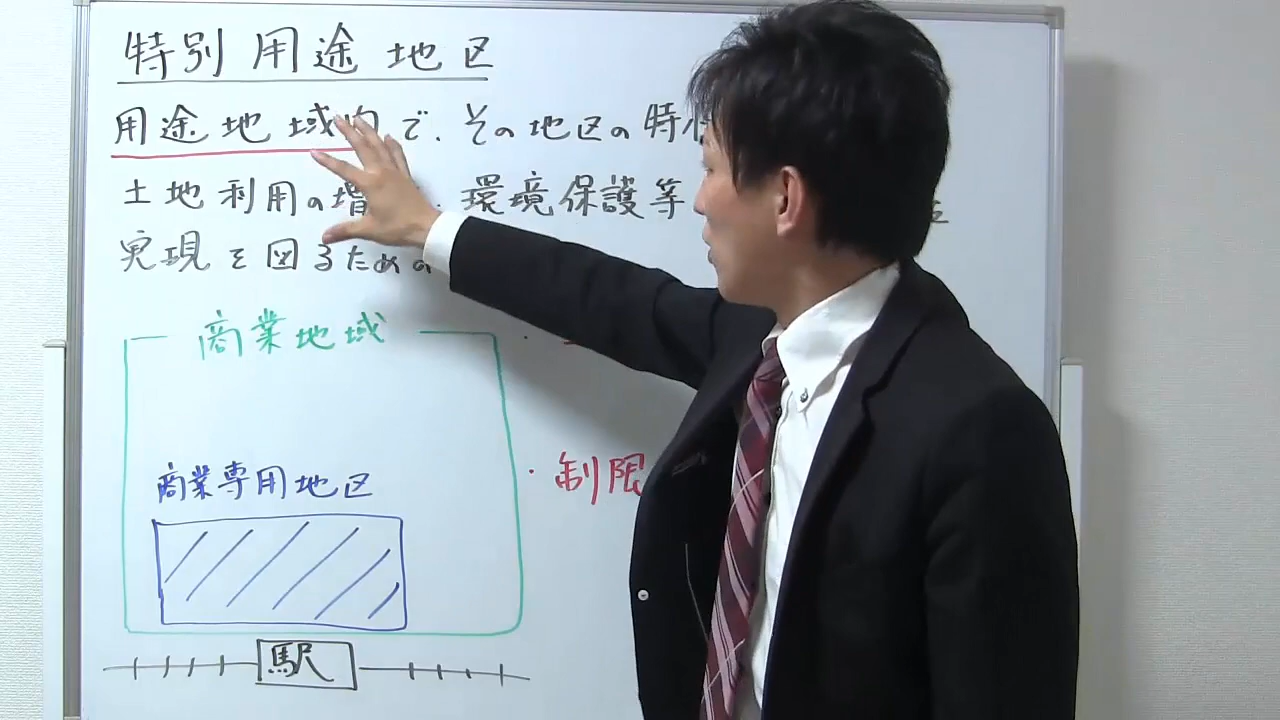 特別用途地区
用途地域内で、その地区の特
土地利用の増 環境保護等
実現を図るための
商業地域
・制限
商業専用地区
駅